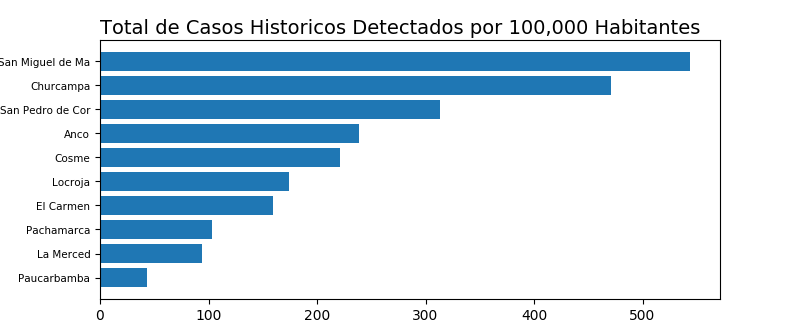 Total de Casos Historicos Detectados por 100,000 Habitantes
San Miguel de Ma
Churcampa
San Pedro de Cor
Anco
Cosme
Locroja
El Carmen
Pachamarca
La Merced
Paucarbamba
0 100 200 300 400 500